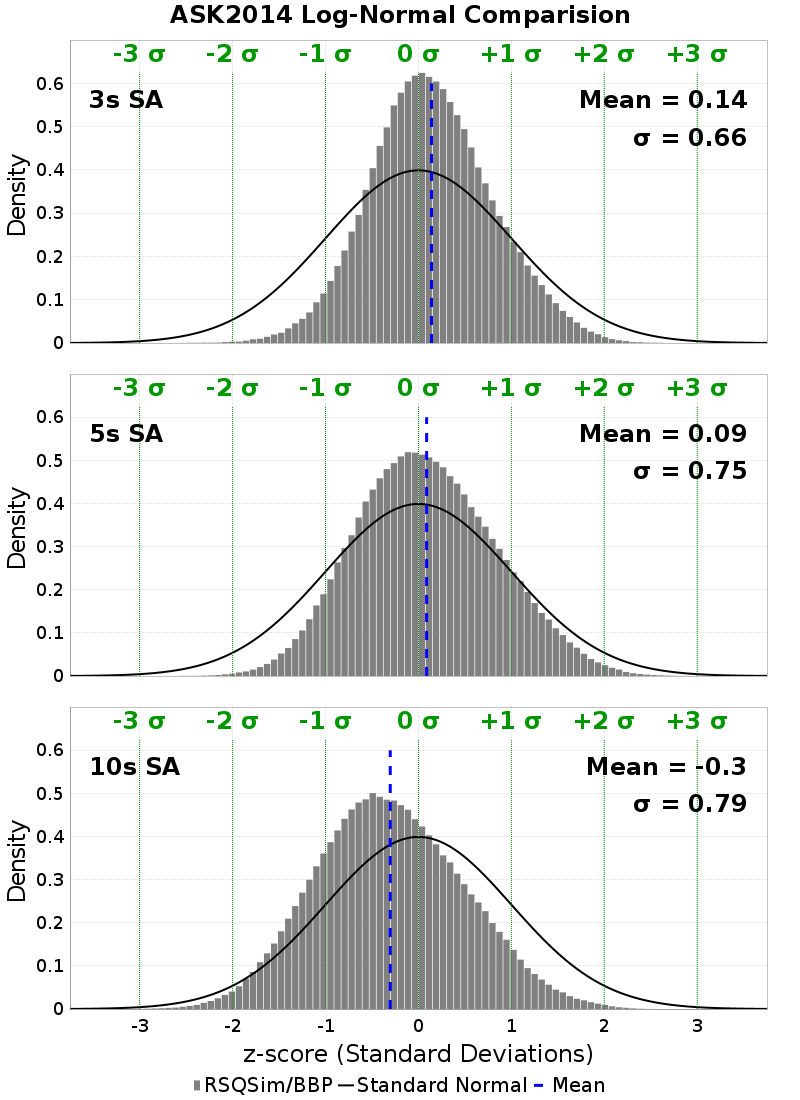 ASK2014 Log-Normal Comparision
-3 σ -2 σ -1 σ 0 σ +1 σ +2 σ +3 σ
3s SA
Mean = 0.14
σ = 0.66
Density
0.6
0.5
0.4
0.3
0.2
0.1
0
-3 σ -2 σ -1 σ 0 σ +1 σ +2 σ +3 σ
5s SA
Mean = 0.09
σ = 0.75
Density
0.6
0.5
0.4
0.3
0.2
0.1
0
-3 σ -2 σ -1 σ 0 σ +1 σ +2 σ +3 σ
10s SA
Mean = -0.3
σ = 0.79
Density
0.6
0.5
0.4
0.3
0.2
0.1
0
-3 -2 -1 0 1 2 3
z-score (Standard Deviations)
RSQSim/BBP Standard Normal Mean